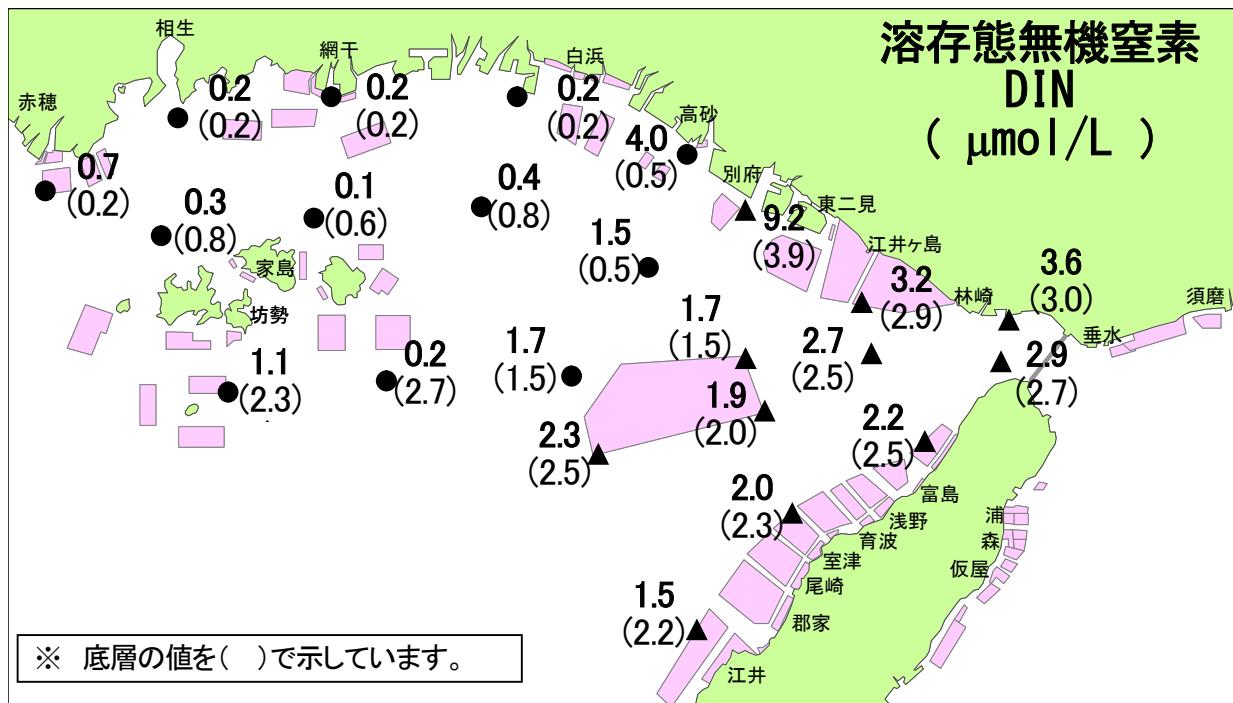 溶存態無機窒素
DIN
( μmol/L )
相生
網干
白浜
赤穂
高砂
別府
東二見
江井ヶ島
林崎
須磨
垂水
家島
坊勢
富島
浅野
育波
室津
尾崎
郡家
江井
浦
森
仮屋
0.2
(0.2)
0.2
(0.2)
0.2
(0.2)
4.0
(0.5)
0.7
(0.2)
0.3
(0.8)
0.1
(0.6)
0.4
(0.8)
1.5
(0.5)
9.2
(3.9)
3.2
(2.9)
3.6
(3.0)
1.7
(1.5)
2.7
(2.5)
2.9
(2.7)
1.1
(2.3)
0.2
(2.7)
1.7
(1.5)
1.9
(2.0)
2.3
(2.5)
2.2
(2.5)
2.0
(2.3)
1.5
(2.2)
※ 底層の値を( )で示しています。